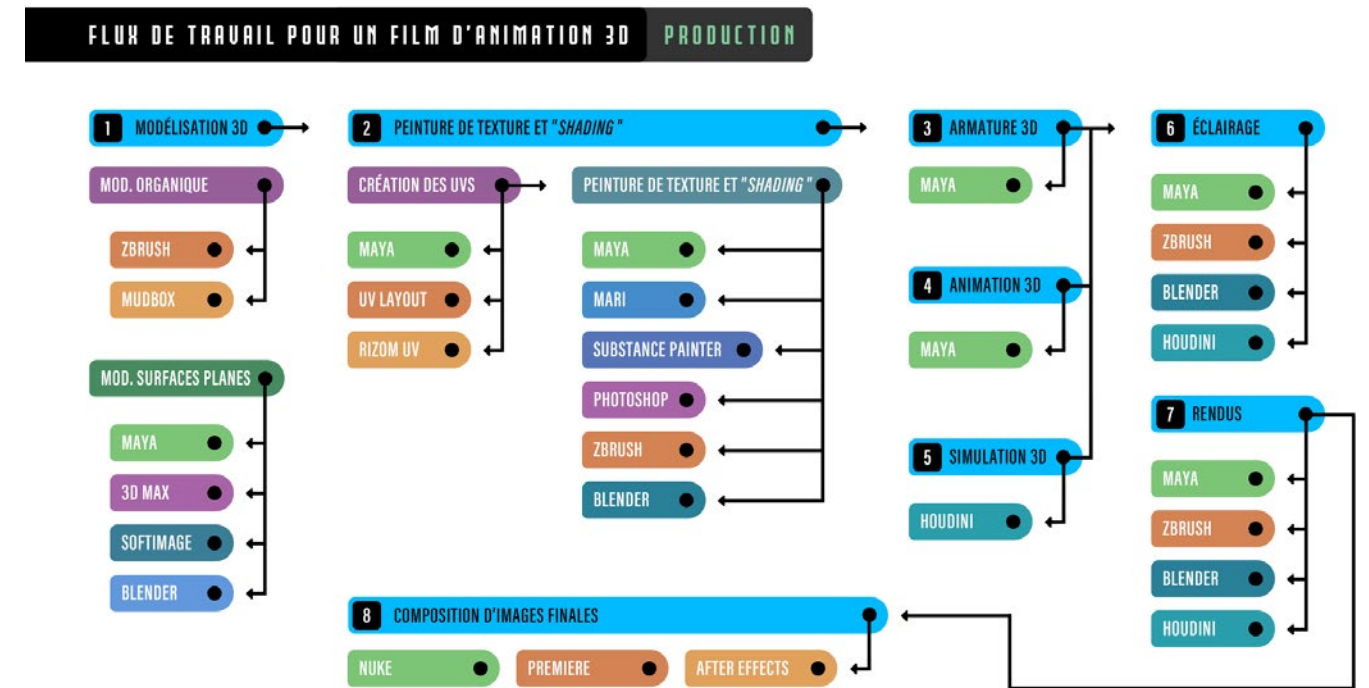 FLUX DE TRAVAIL POUR UN FILM D'ANIMATION 3D PRODUCTION
1 MODÉLISATION 3D
MOD. ORGANIQUE
ZBRUSH
MUDBOX
MOD. SURFACES PLANES
MAYA
3D MAX
SOFTIMAGE
BLENDER
2 PEINTURE DE TEXTURE ET "SHADING"
CRÉATION DES UVS
MAYA
UV LAYOUT
RIZOM UV
PEINTURE DE TEXTURE ET "SHADING"
MAYA
MARI
SUBSTANCE PAINTER
PHOTOSHOP
ZBRUSH
BLENDER
3 ARMATURE 3D
MAYA
4 ANIMATION 3D
MAYA
5 SIMULATION 3D
HOUDINI
6 ÉCLAIRAGE
MAYA
ZBRUSH
BLENDER
HOUDINI
7 RENDUS
MAYA
ZBRUSH
BLENDER
HOUDINI
8 COMPOSITION D'IMAGES FINALES
NUKE
PREMIERE
AFTER EFFECTS